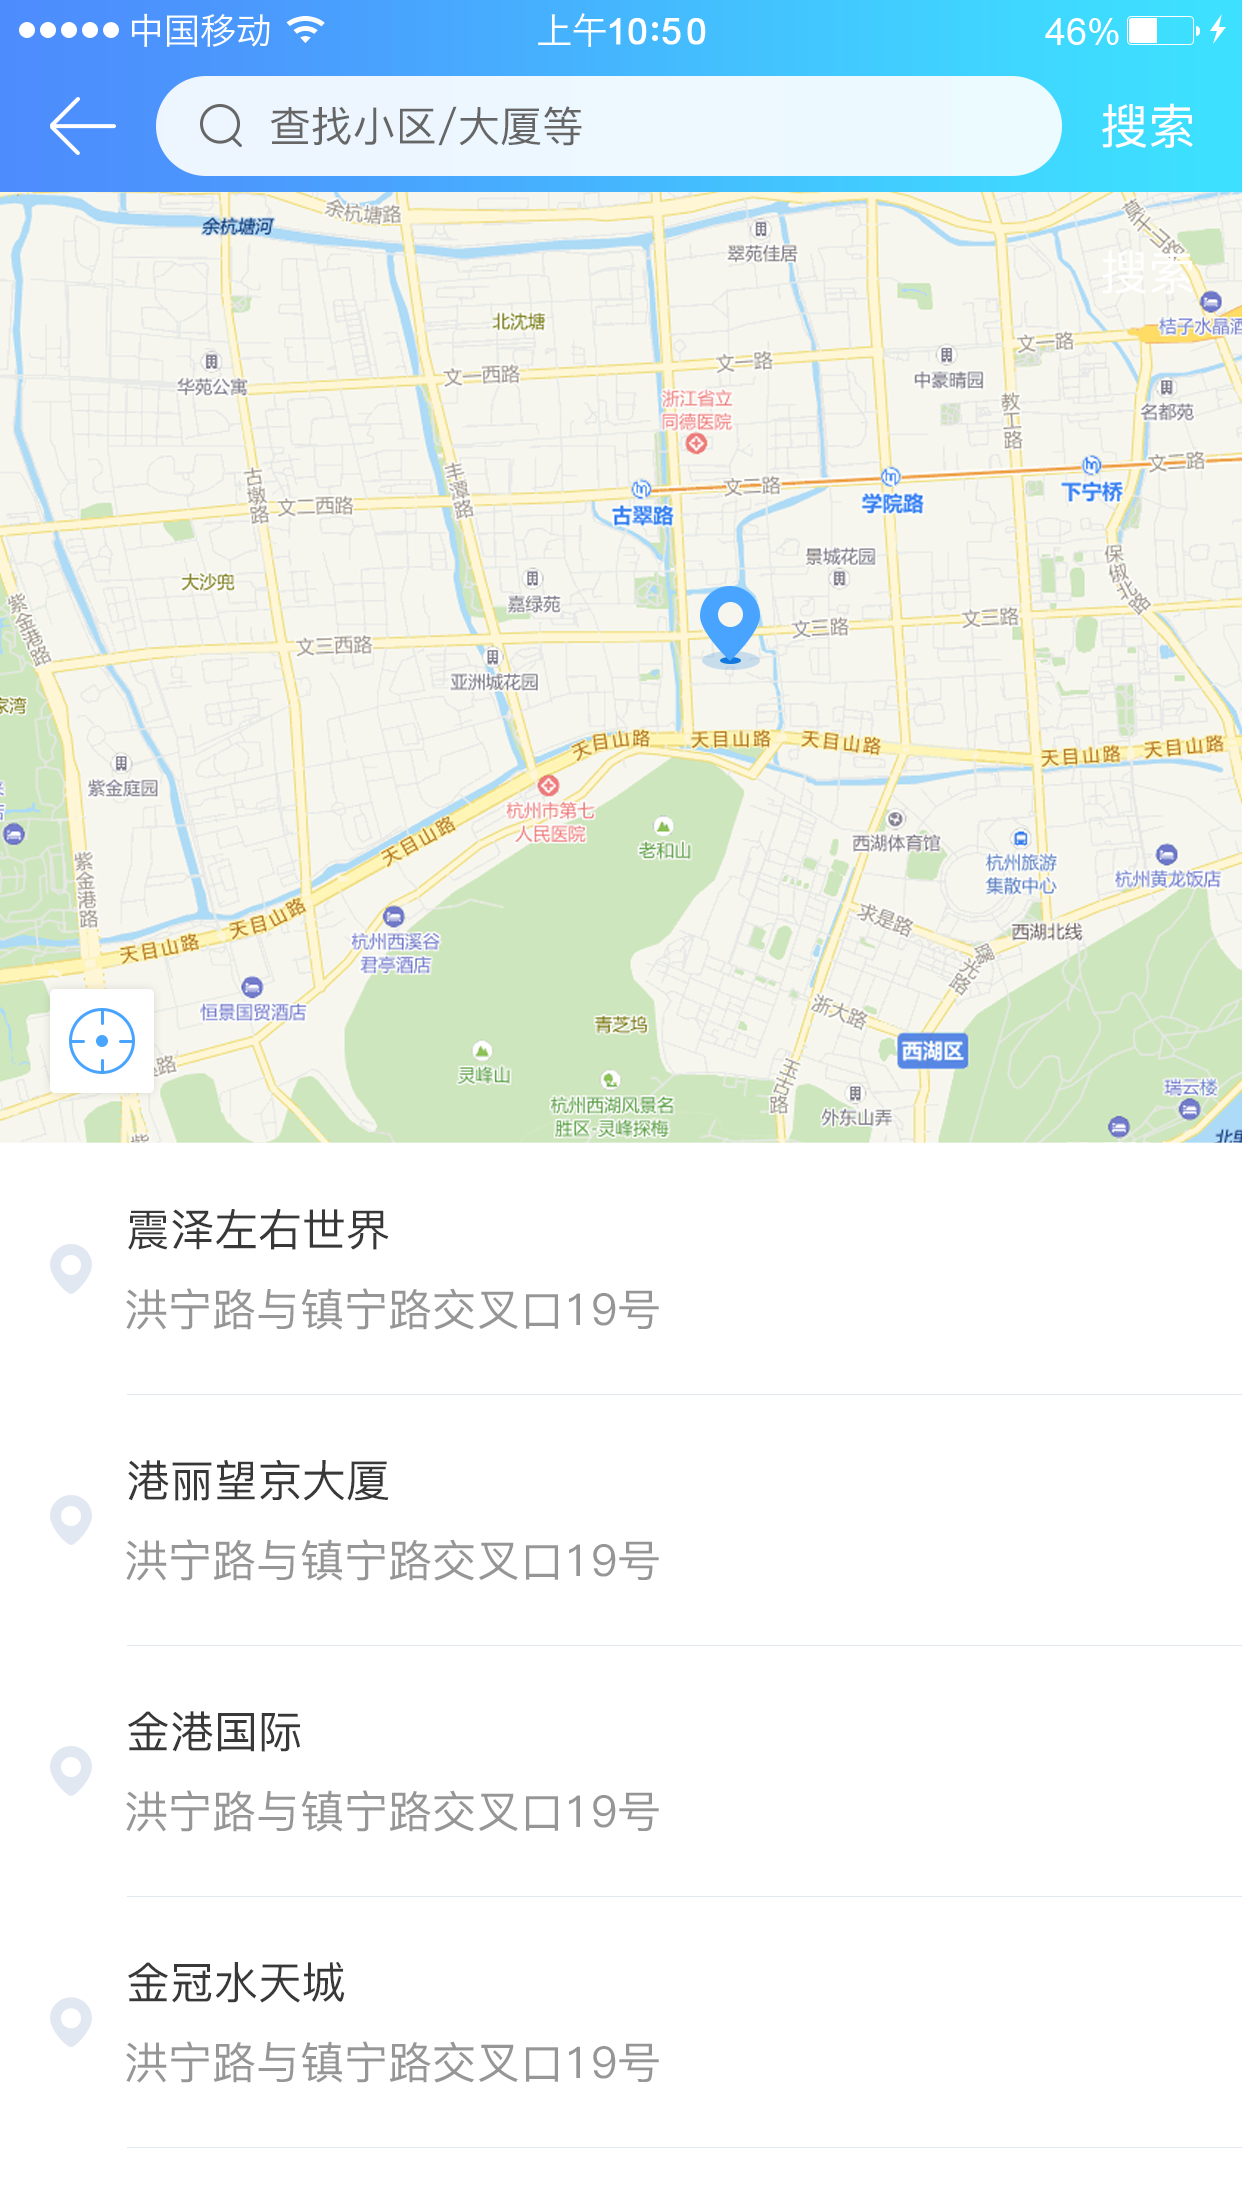 中国移动
上午10:50
46%
查找小区/大厦等
搜索
余杭塘河
余杭塘路
翠苑佳居
莫干山路
搜索
桔子水晶酒
北沈塘
华苑公寓
文一西路
文一路
文一路
中豪晴园
浙江省立
同德医院
教工路
名都苑
古墩路
丰潭路
文二西路
文二路
文二路
古翠路
学院路
下宁桥
大沙兜
景城花园
保俶北路
嘉绿苑
紫金港路
文三西路
文三路
文三路
亚洲城花园
家湾
紫金庭园
天目山路
天目山路
天目山路
天目山路
天目山路
杭州市第七
人民医院
老和山
西湖体育馆
杭州旅游
集散中心
杭州黄龙饭店
天目山路
紫金港路
天目山路
天目山路
求是路
西湖北线
曙光路
杭州西溪谷
君亭酒店
恒景国贸酒店
浙大路
青芝坞
西湖区
灵峰山
玉古路
杭州西湖风景名
胜区-灵峰探梅
外东山弄
瑞云楼
路
紫
北里
震泽左右世界
洪宁路与镇宁路交叉口19号
港丽望京大厦
洪宁路与镇宁路交叉口19号
金港国际
洪宁路与镇宁路交叉口19号
金冠水天城
洪宁路与镇宁路交叉口19号